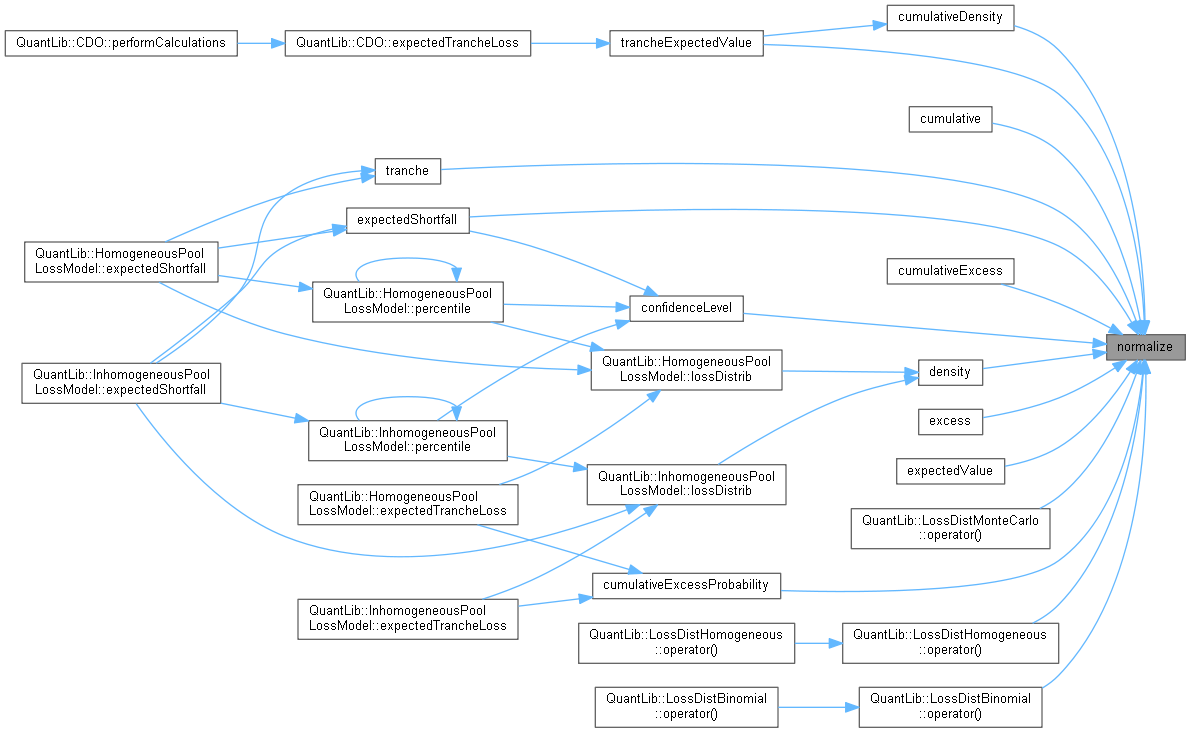 cumulativeDensity
QuantLib::CDO::performCalculations
QuantLib::CDO::expectedTrancheLoss
trancheExpectedValue
cumulative
tranche
expectedShortfall
QuantLib::HomogeneousPool
LossModel::expectedShortfall
cumulativeExcess
QuantLib::HomogeneousPool
LossModel::percentile
confidenceLevel
normalize
QuantLib::HomogeneousPool
LossModel::lossDistrib
density
QuantLib::InhomogeneousPool
LossModel::expectedShortfall
excess
QuantLib::InhomogeneousPool
LossModel::percentile
expectedValue
QuantLib::InhomogeneousPool
LossModel::lossDistrib
QuantLib::HomogeneousPool
LossModel::expectedTrancheLoss
QuantLib::LossDistMonteCarlo
::operator()
cumulativeExcessProbability
QuantLib::InhomogeneousPool
LossModel::expectedTrancheLoss
QuantLib::LossDistHomogeneous
::operator()
QuantLib::LossDistHomogeneous
::operator()
QuantLib::LossDistBinomial
::operator()
QuantLib::LossDistBinomial
::operator()